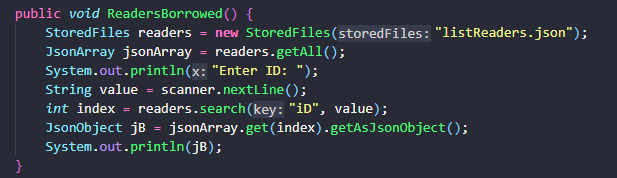 public void ReadersBorrowed() {
StoredFiles readers = new StoredFiles(storedFiles: "listReaders.json");
JsonArray jsonArray = readers.getAll();
System.out.println(x: "Enter ID: ");
String value = scanner.nextLine();
int index = readers.search(key: "iD", value);
JsonObject jB = jsonArray.get(index).getAsJsonObject();
System.out.println(jB);
}